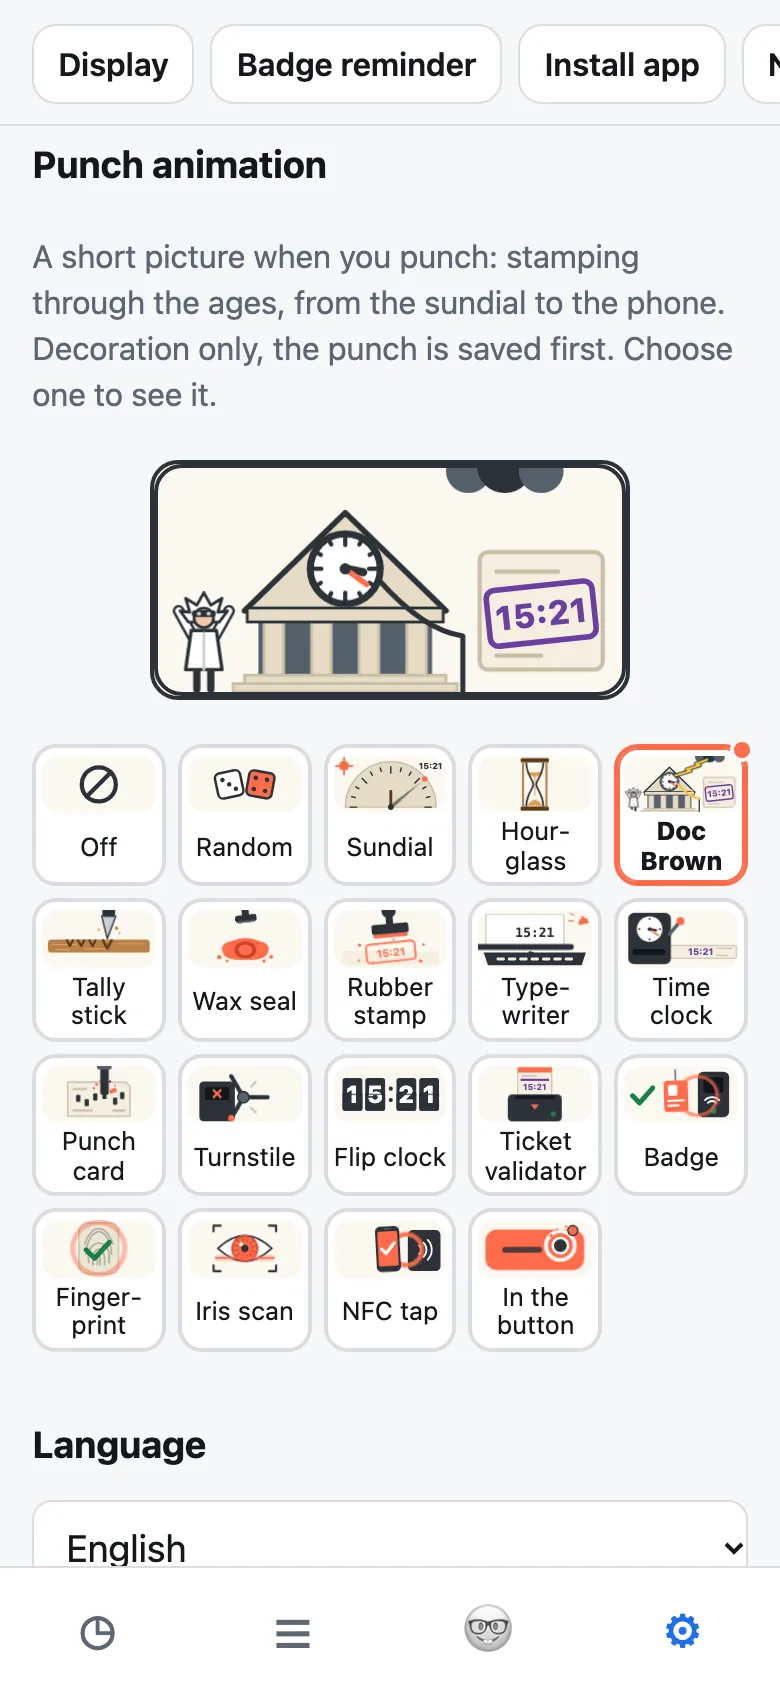 Display
Badge reminder
Install app
Punch animation
A short picture when you punch: stamping
through the ages, from the sundial to the phone.
Decoration only, the punch is saved first. Choose
one to see it.
15:21
Off
Random
15:21
Sundial
Hour-
glass
15:21
Doc
Brown
Tally
stick
Wax seal
15:21
Rubber
stamp
15:21
Type-
writer
15:21
Time
clock
Punch
card
Turnstile
15:21
Flip clock
15:21
Ticket
validator
Badge
Finger-
print
Iris scan
NFC tap
In the
button
Language
English